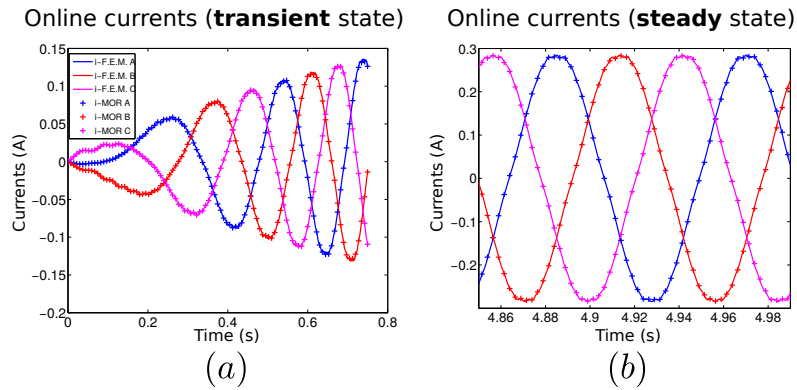 Online currents (transient state)
0.15
0.1
0.05
0
−0.05
−0.1
−0.15
−0.2
Currents (A)
i−F.E.M. A
i−F.E.M. B
i−F.E.M. C
i−MOR A
i−MOR B
i−MOR C
0
0.2
0.4
0.6
0.8
Time (s)
(a)
Online currents (steady state)
0.3
0.2
0.1
0
−0.1
−0.2
Currents (A)
4.86
4.88
4.9
4.92
4.94
4.96
4.98
Time (s)
(b)